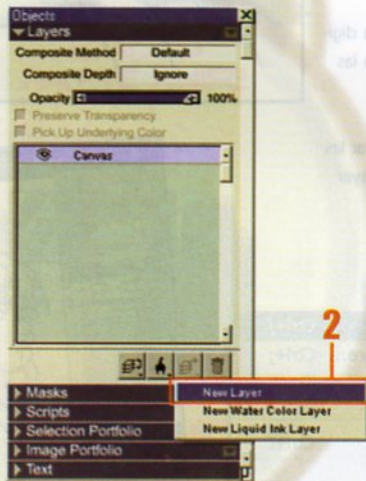 Objects
Layers
Composite Method Default
Composite Depth Ignore
Opacity 100%
Preserve Transparency
Pick Up Underlying Color
Canvas
2
Masks
Scripts
Selection Portfolio
Image Portfolio
Text
New Layer
New Water Color Layer
New Liquid Ink Layer